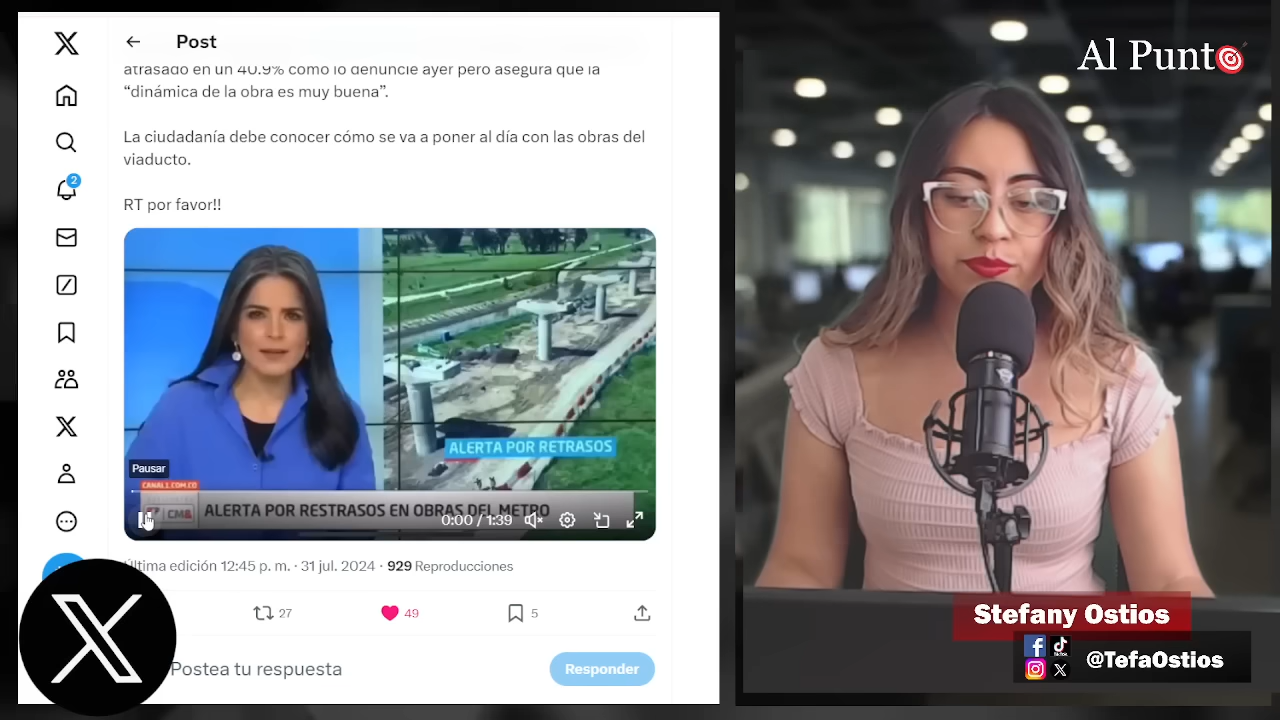 Post
atrasado en un 40.9% como lo denuncié ayer pero asegura que la
“dinámica de la obra es muy buena”.
La ciudadanía debe conocer cómo se va a poner al día con las obras del
viaducto.
RT por favor!!
2
ALERTA POR RETRASOS
Pausar
CANAL1.COM.CO
CM&
ALERTA POR RESTRASOS EN OBRAS DEL METRO
0:00 / 1:39
Última edición 12:45 p. m. · 31 jul. 2024 · 929 Reproducciones
27
49
5
Postea tu respuesta
Responder
Al Punto
Stefany Ostios
@TefaOstios
TikTok